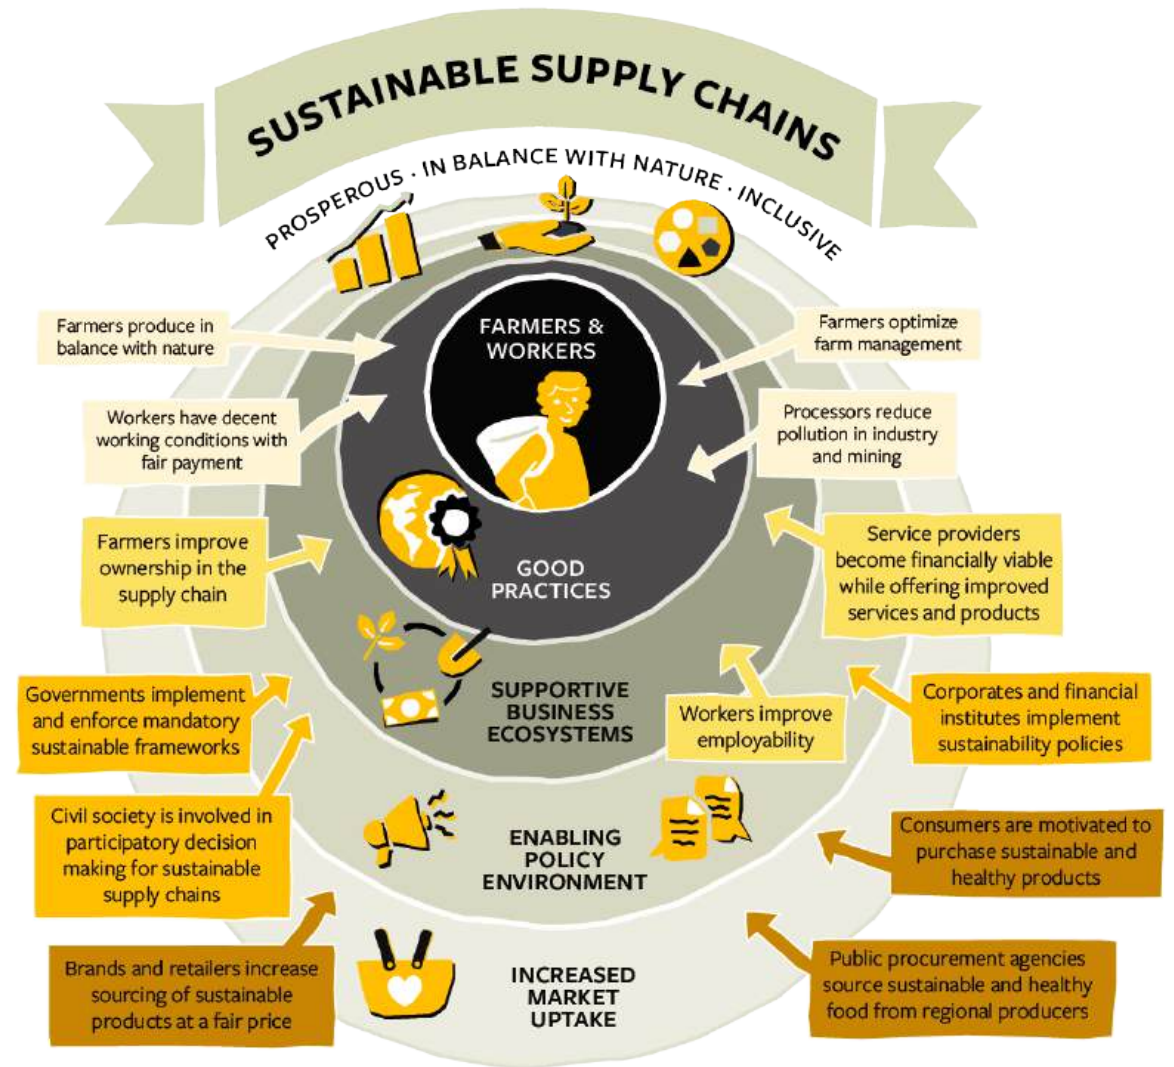 SUSTAINABLE SUPPLY CHAINS
PROSPEROUS · IN BALANCE WITH NATURE · INCLUSIVE
FARMERS &
WORKERS
Farmers produce in
balance with nature
Farmers optimize
farm management
Workers have decent
working conditions with
fair payment
Processors reduce
pollution in industry
and mining
GOOD
PRACTICES
Farmers improve
ownership in the
supply chain
Service providers
become financially viable
while offering improved
services and products
SUPPORTIVE
BUSINESS
ECOSYSTEMS
Workers improve
employability
Governments implement
and enforce mandatory
sustainable frameworks
Corporates and financial
institutes implement
sustainability policies
Civil society is involved in
participatory decision
making for sustainable
supply chains
ENABLING
POLICY
ENVIRONMENT
Consumers are motivated to
purchase sustainable and
healthy products
Brands and retailers increase
sourcing of sustainable
products at a fair price
INCREASED
MARKET
UPTAKE
Public procurement agencies
source sustainable and healthy
food from regional producers